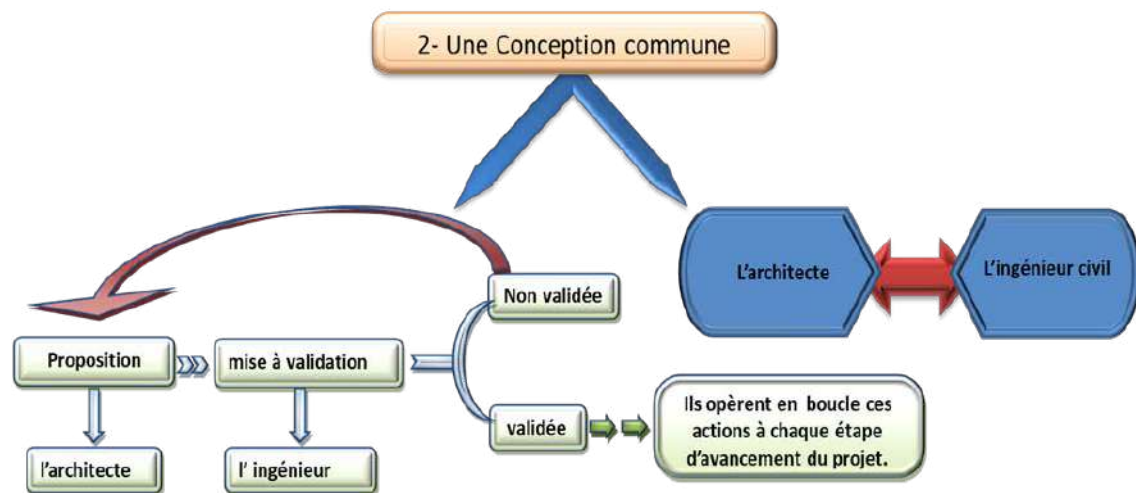 2- Une Conception commune
L'architecte
L'ingénieur civil
Non validée
Proposition
mise à validation
validée
Ils opèrent en boucle ces
actions à chaque étape
d'avancement du projet.
l'architecte
l' ingénieur